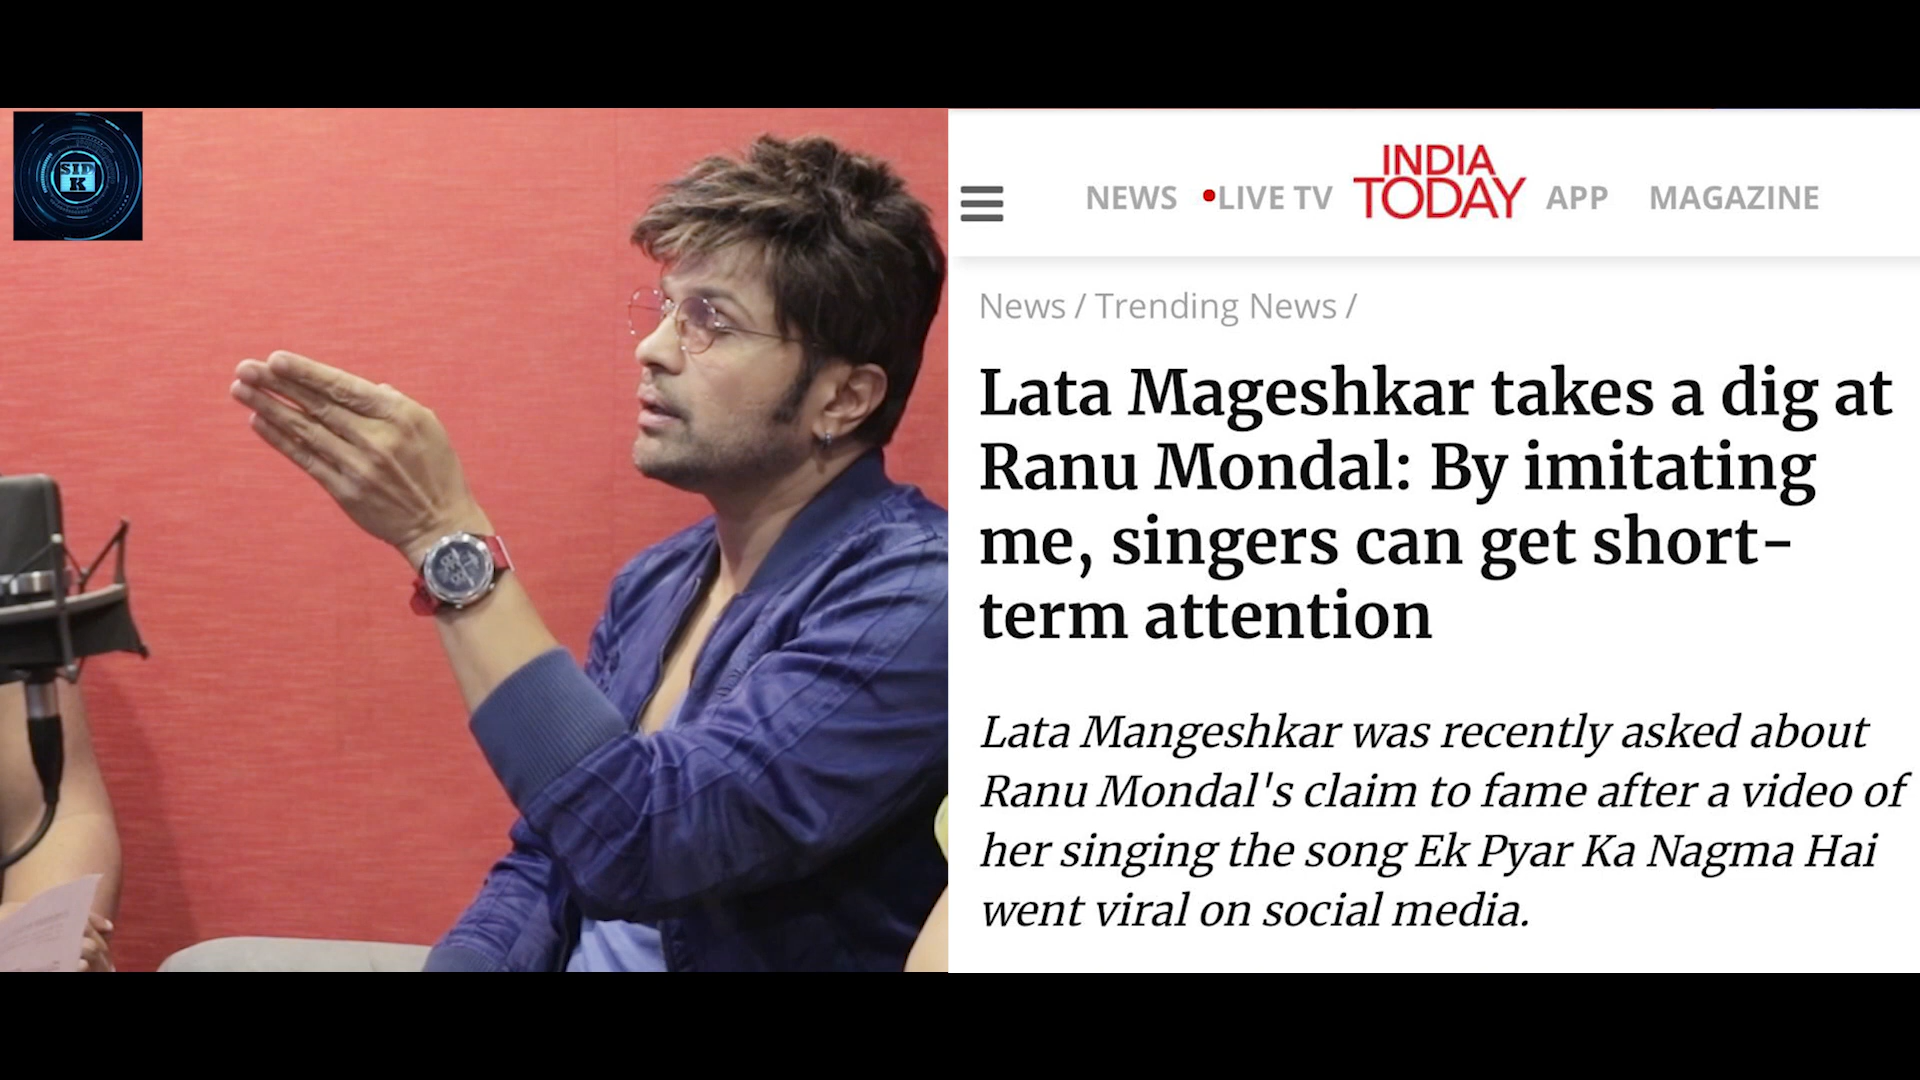 SIF
K
NEWS •LIVE TV INDIA TODAY APP MAGAZINE
News / Trending News /
Lata Mageshkar takes a dig at
Ranu Mondal: By imitating
me, singers can get short-
term attention
Lata Mangeshkar was recently asked about
Ranu Mondal's claim to fame after a video of
her singing the song Ek Pyar Ka Nagma Hai
went viral on social media.